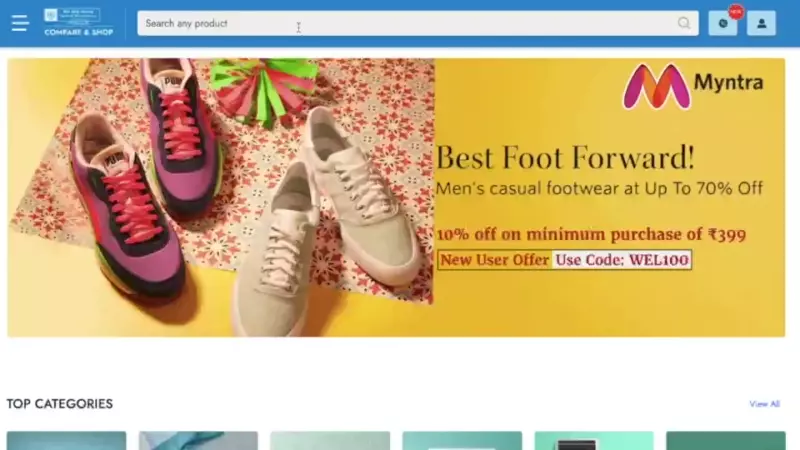 COMPARE & SHOP
Search any product
NEW
Myntra
Best Foot Forward!
Men's casual footwear at Up To 70% Off
10% off on minimum purchase of ₹399
New User Offer Use Code: WEL100
TOP CATEGORIES
View All